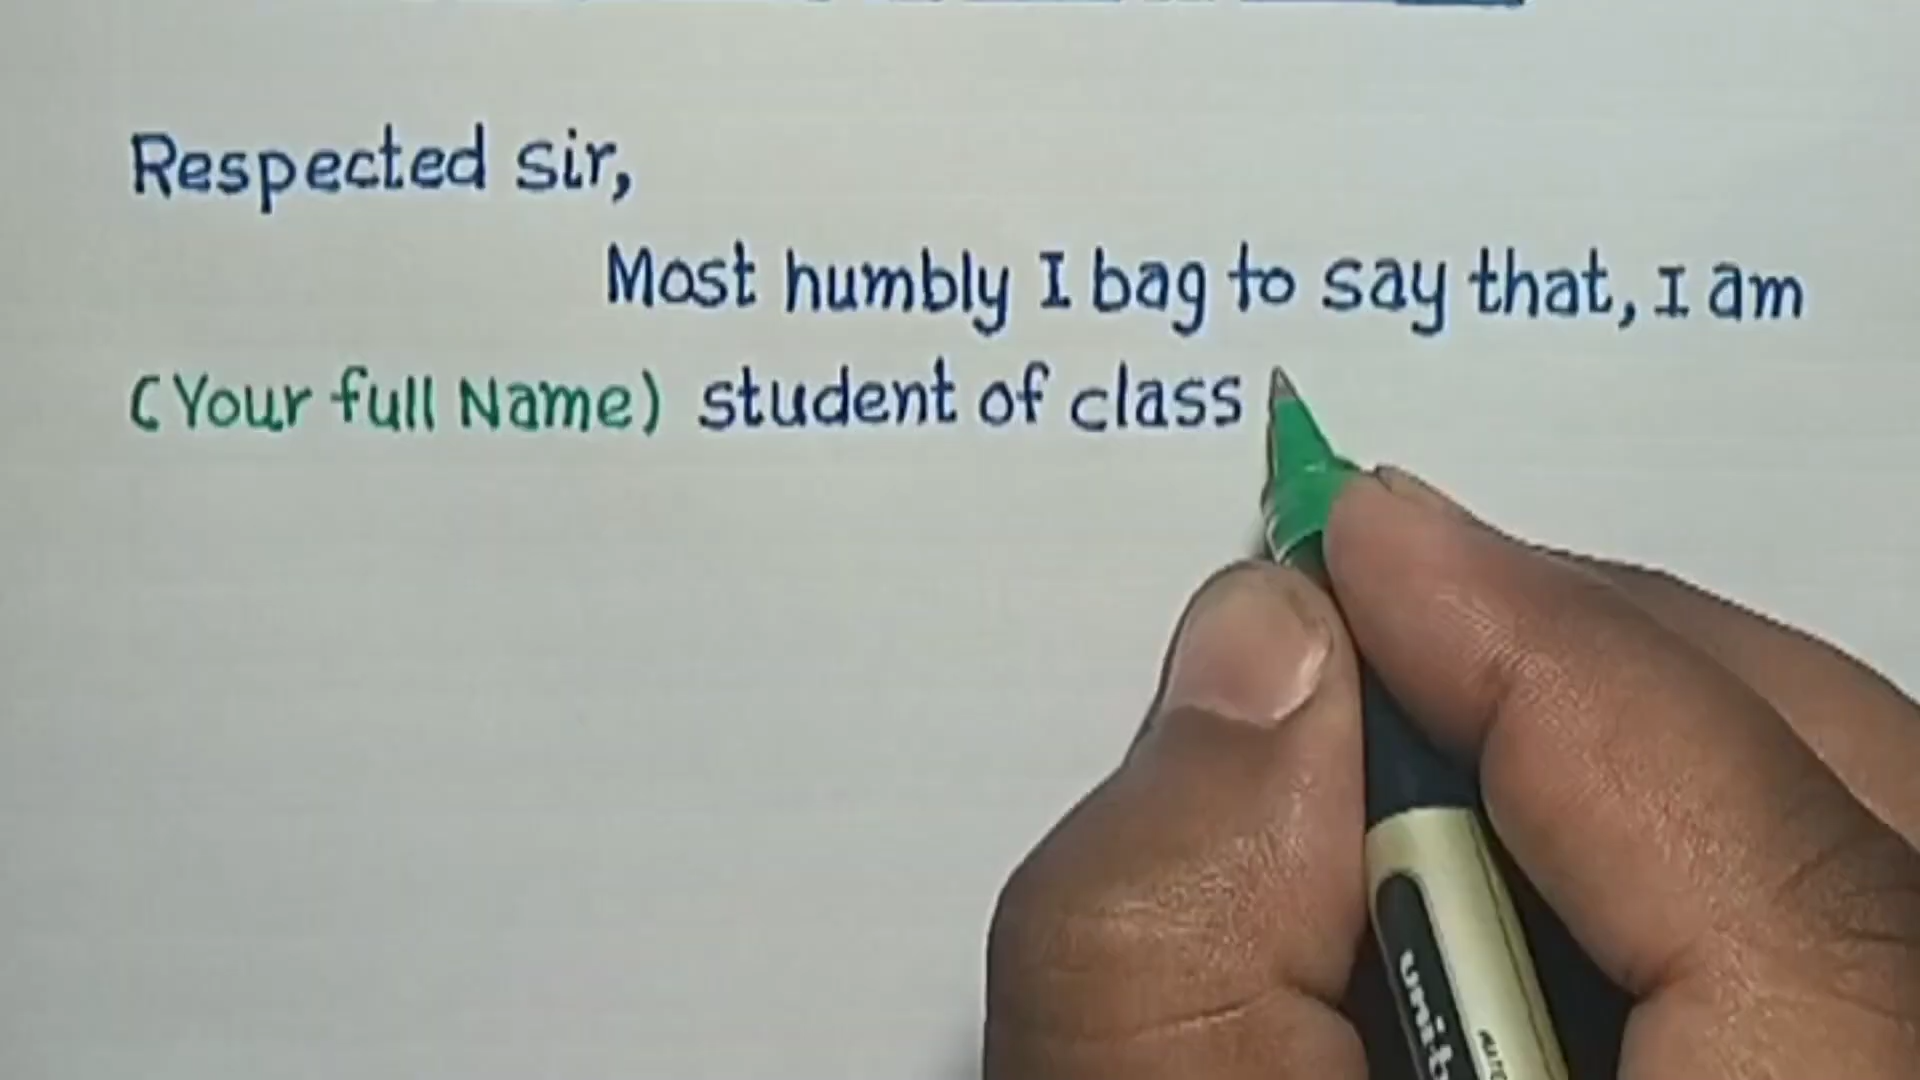 Respected sir,
Most humbly I bag to say that, I am
(Your full Name) student of class